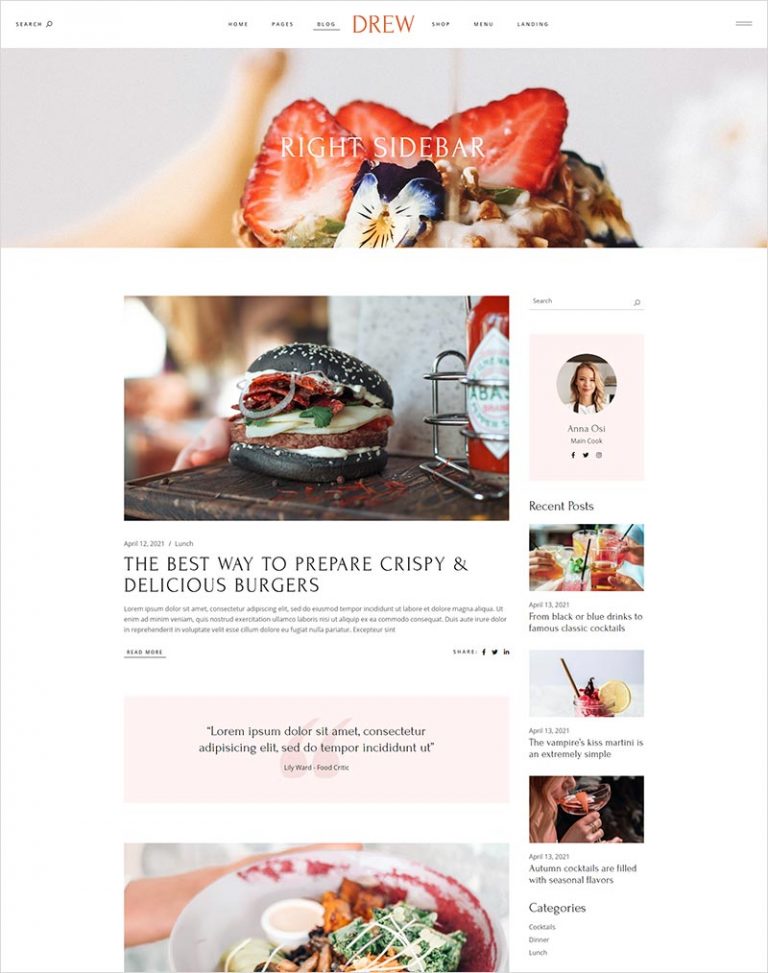 SEARCH
HOME PAGES BLOG DREW SHOP MENU LANDING
RIGHT SIDEBAR
April 12, 2021 / Lunch
THE BEST WAY TO PREPARE CRISPY &
DELICIOUS BURGERS
Lorem ipsum dolor sit amet, consectetur adipiscing elit, sed do eiusmod tempor incididunt ut labore et dolore magna aliqua. Ut
enim ad minim veniam, quis nostrud exercitation ullamco laboris nisi ut aliquip ex ea commodo consequat. Duis aute irure dolor
in reprehenderit in voluptate velit esse cillum dolore eu fugiat nulla pariatur. Excepteur sint
READ MORE
SHARE:
“Lorem ipsum dolor sit amet, consectetur
adipisicing elit, sed do tempor incididunt ut”
Lily Ward - Food Critic
Search
Anna Osi
Main Cook
Recent Posts
April 13, 2021
From black or blue drinks to
famous classic cocktails
April 13, 2021
The vampire’s kiss martini is
an extremely simple
April 13, 2021
Autumn cocktails are filled
with seasonal flavors
Categories
Cocktails
Dinner
Lunch